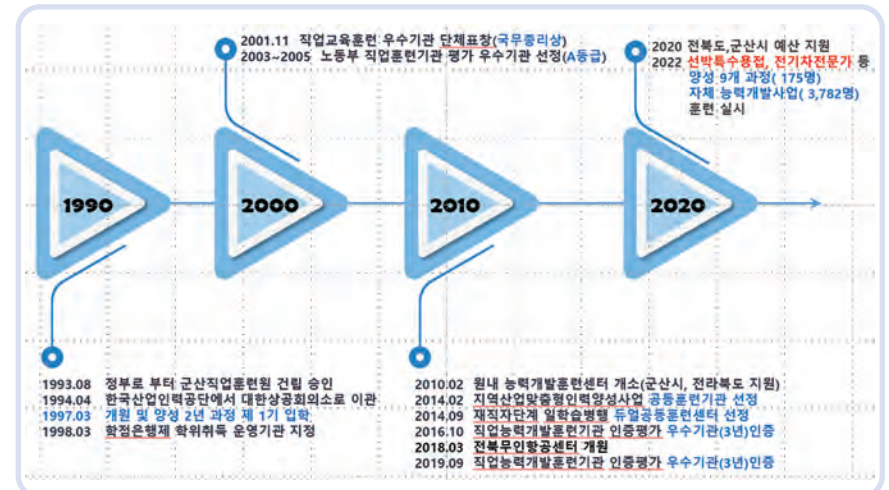 2001.11 직업교육훈련 우수기관 단체표창(국무총리상)
2003~2005 노동부 직업훈련기관 평가 우수기관 선정(A등급)
2020 전북도,군산시 예산 지원
2022 선박특수용접, 전기차전문가 등
양성 9개 과정( 175명)
자체 능력개발사업( 3,782명)
훈련 실시
1990
2000
2010
2020
1993.08 정부로 부터 군산직업훈련원 건립 승인
1994.04 한국산업인력공단에서 대한상공회의소로 이관
1997.03 개원 및 양성 2년 과정 제 1기 입학
1998.03 학점은행제 학위취득 운영기관 지정
2010.02 원내 능력개발훈련센터 개소(군산시, 전라북도 지원)
2014.02 지역산업맞춤형인력양성사업 공동훈련기관 선정
2014.09 재직자단계 일학습병행 듀얼공동훈련센터 선정
2016.10 직업능력개발훈련기관 인증평가 우수기관(3년)인증
2018.03 전북무인항공센터 개원
2019.09 직업능력개발훈련기관 인증평가 우수기관(3년)인증